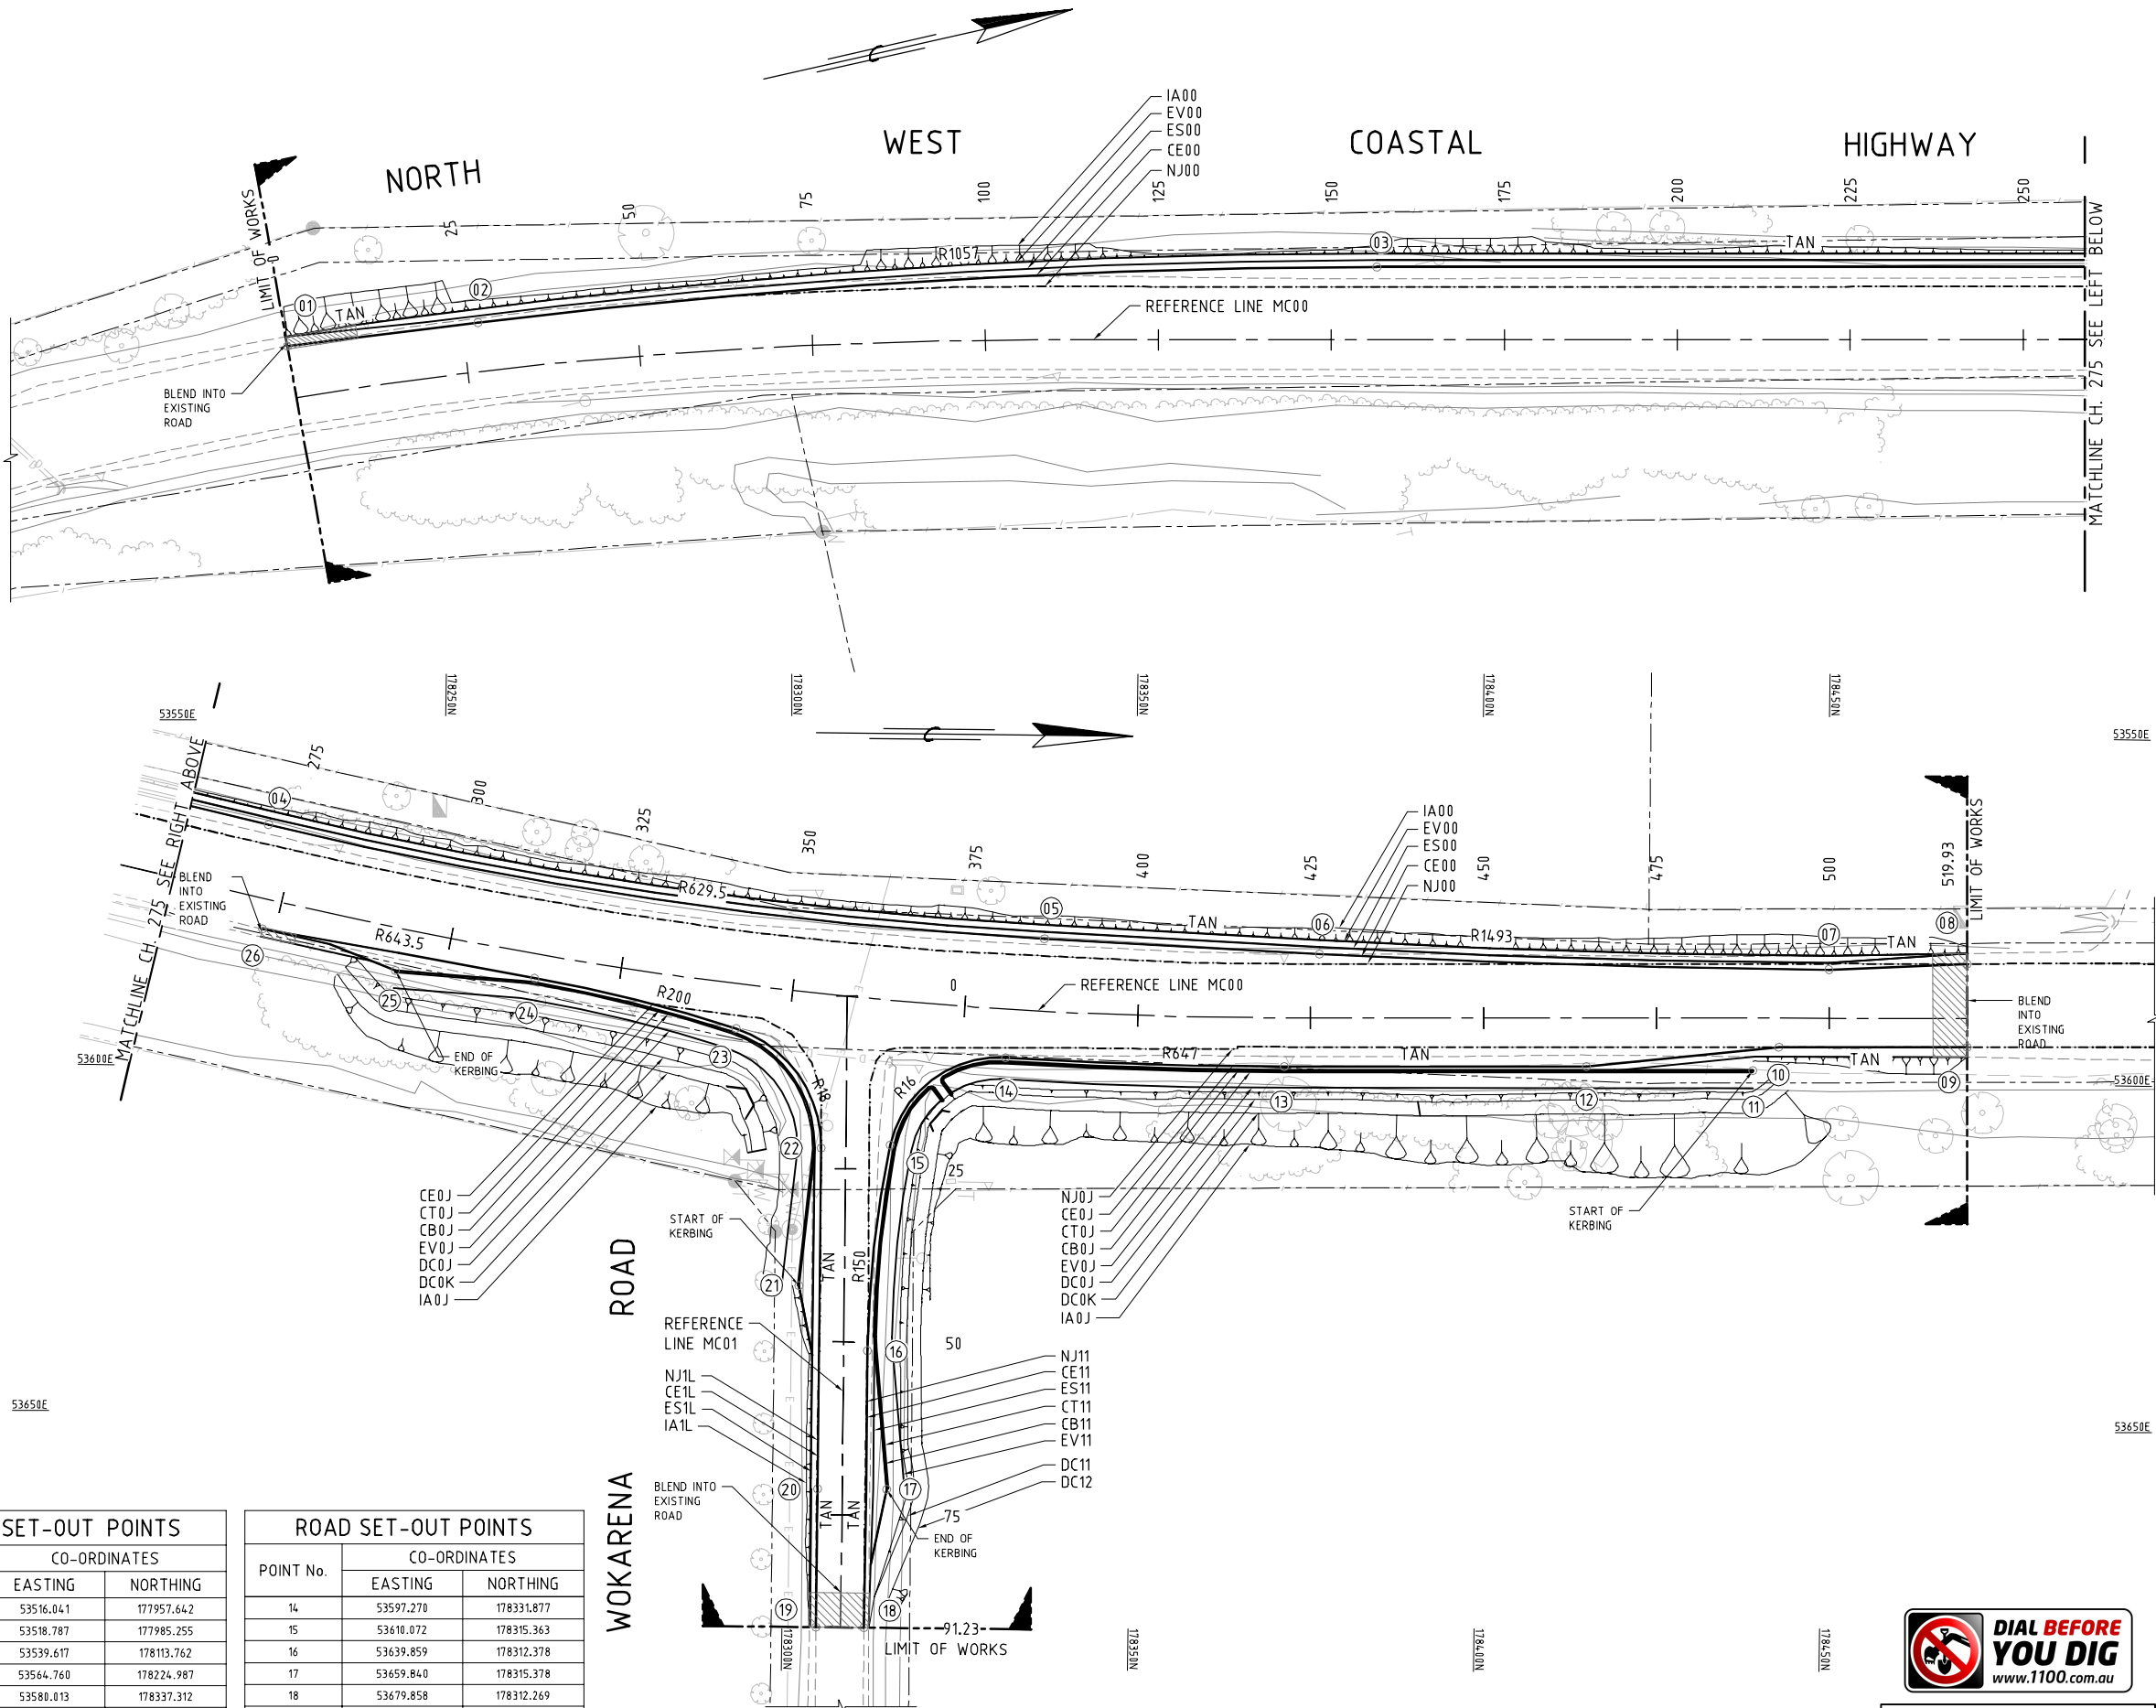 IA00
EV00
ES00
CE00
NJ00
NORTH WEST COASTAL HIGHWAY
LIMIT OF WORKS
0 25 50 75 100 125 150 175 200 225 250
01 02 03
TAN R1057 TAN
REFERENCE LINE MC00
BLEND INTO
EXISTING
ROAD
MATCHLINE CH. 275 SEE LEFT BELOW
178250N 178300N 178350N 178400N 178450N
53550E 53550E
MATCHLINE CH. 275 SEE RIGHT ABOVE
275 300 325 350 375 400 425 450 475 500 519.93
LIMIT OF WORKS
IA00
EV00
ES00
CE00
NJ00
04 05 06 07 08
R629.5 TAN R1493 TAN
BLEND
INTO
EXISTING
ROAD
R643.5 R200
0
REFERENCE LINE MC00
BLEND
INTO
EXISTING
ROAD
26 25 24 23 22 21
END OF
KERBING
R18 R16 R647 TAN TAN
14 13 12 11 10 09
15 25
53600E 53600E
CE0J
CT0J
CB0J
EV0J
DC0J
DC0K
IA0J
START OF
KERBING
NJ0J
CE0J
CT0J
CB0J
EV0J
DC0J
DC0K
IA0J
START OF
KERBING
TAN R150
WOKARENA ROAD
REFERENCE
LINE MC01
16 50
NJ1L
CE1L
ES1L
IA1L
NJ11
CE11
ES11
CT11
CB11
EV11
DC11
DC12
53650E 53650E
BLEND INTO
EXISTING
ROAD
20 TAN TAN 17
75
END OF
KERBING
19 18
91.23
LIMIT OF WORKS
178300N 178350N 178400N 178450N
SET-OUT POINTS
CO-ORDINATES
EASTING NORTHING
53516.041 177957.642
53518.787 177985.255
53539.617 178113.762
53564.760 178224.987
53580.013 178337.312
ROAD SET-OUT POINTS
POINT No. CO-ORDINATES
EASTING NORTHING
14 53597.270 178331.877
15 53610.072 178315.363
16 53639.859 178312.378
17 53659.840 178315.378
18 53679.858 178312.269
DIAL BEFORE
YOU DIG
www.1100.com.au